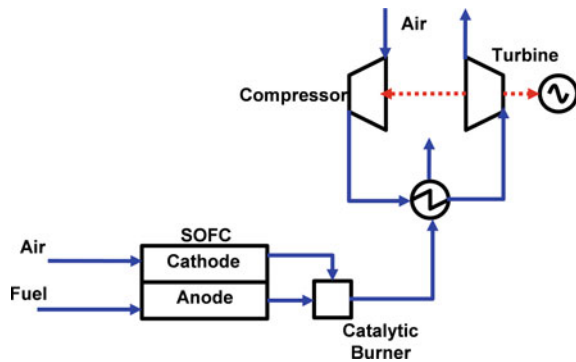 Air
Turbine
Compressor
SOFC
Air
Cathode
Fuel
Anode
Catalytic
Burner